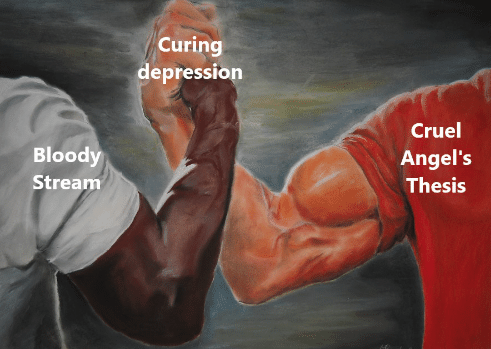 Curing
depression
Bloody
Stream
Cruel
Angel's
Thesis